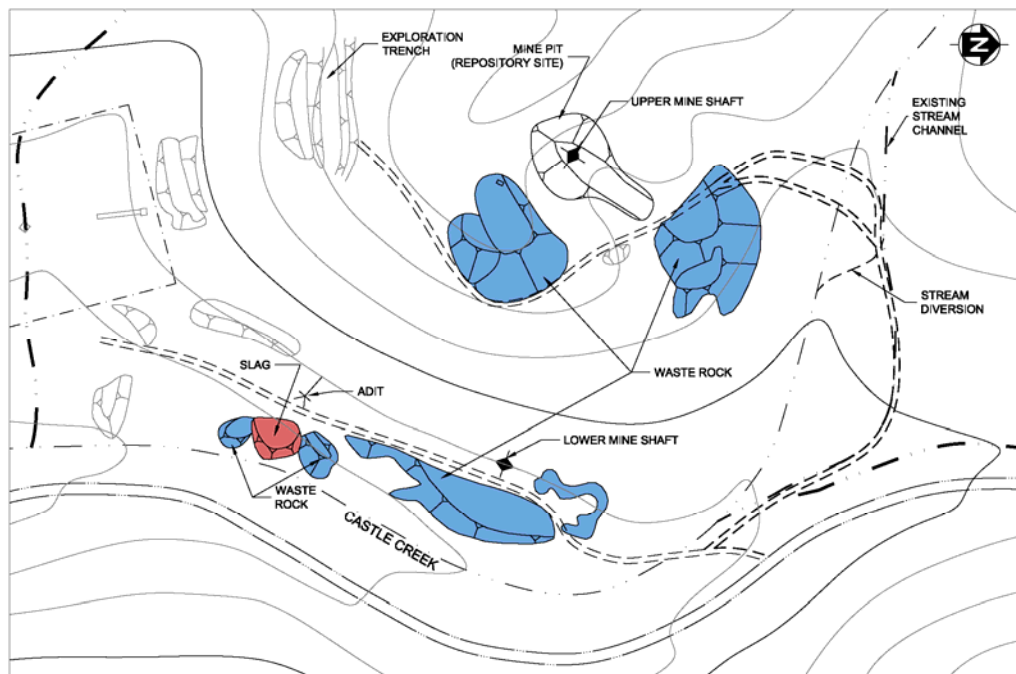 EXPLORATION
TRENCH
MINE PIT
(REPOSITORY SITE)
N
UPPER MINE SHAFT
EXISTING
STREAM
CHANNEL
STREAM
DIVERSION
SLAG
ADIT
WASTE ROCK
LOWER MINE SHAFT
WASTE
ROCK
CASTLE CREEK